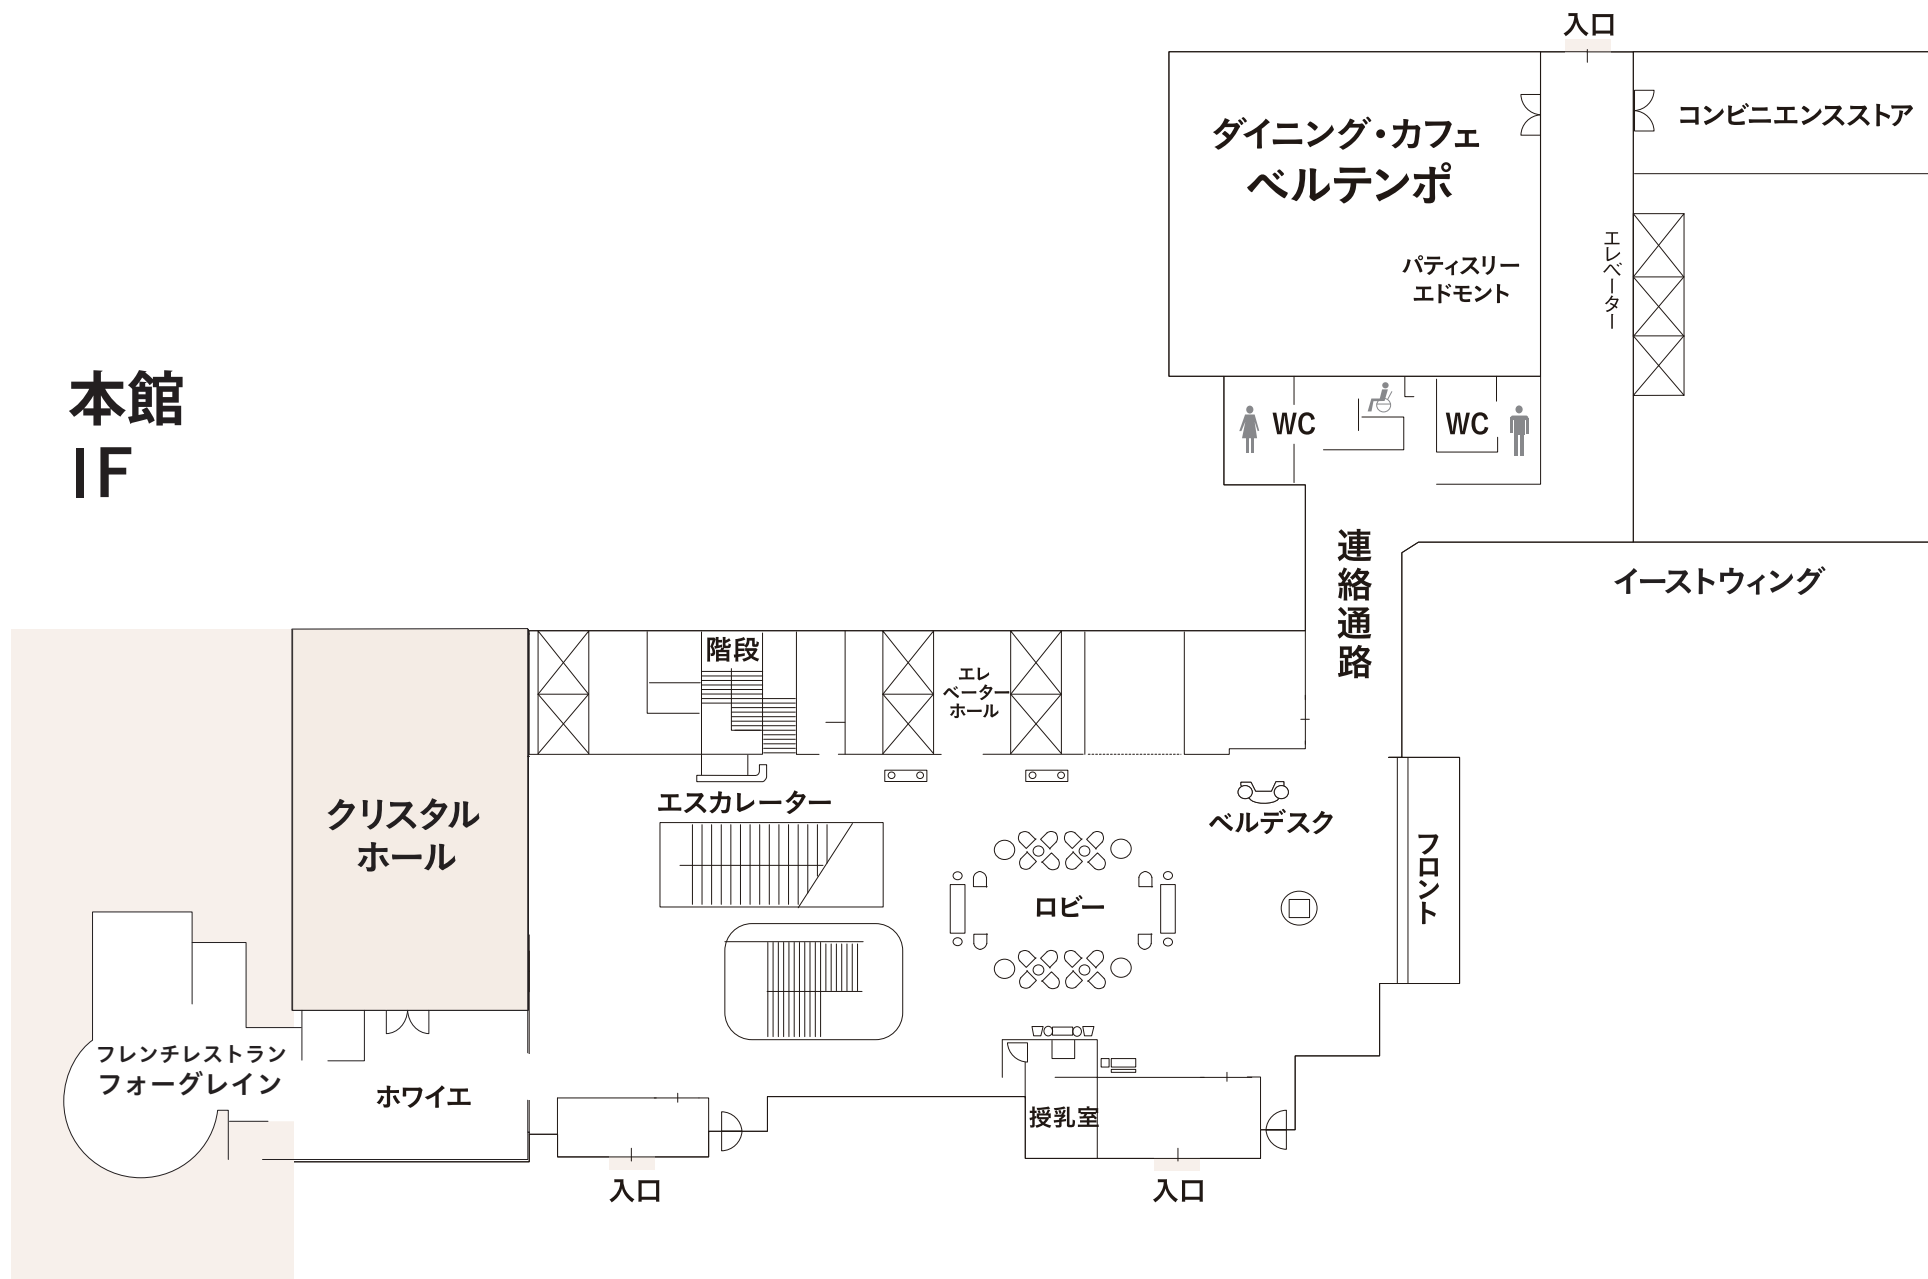 入口
ダイニング・カフェ
ベルテンポ
コンビニエンスストア
パティスリー
エドモント
エレベーター
本館
1F
WC
WC
連絡通路
イーストウィング
階段
エレ
ベーター
ホール
クリスタル
ホール
エスカレーター
ベルデスク
フロント
ロビー
フレンチレストラン
フォーグレイン
ホワイエ
授乳室
入口
入口